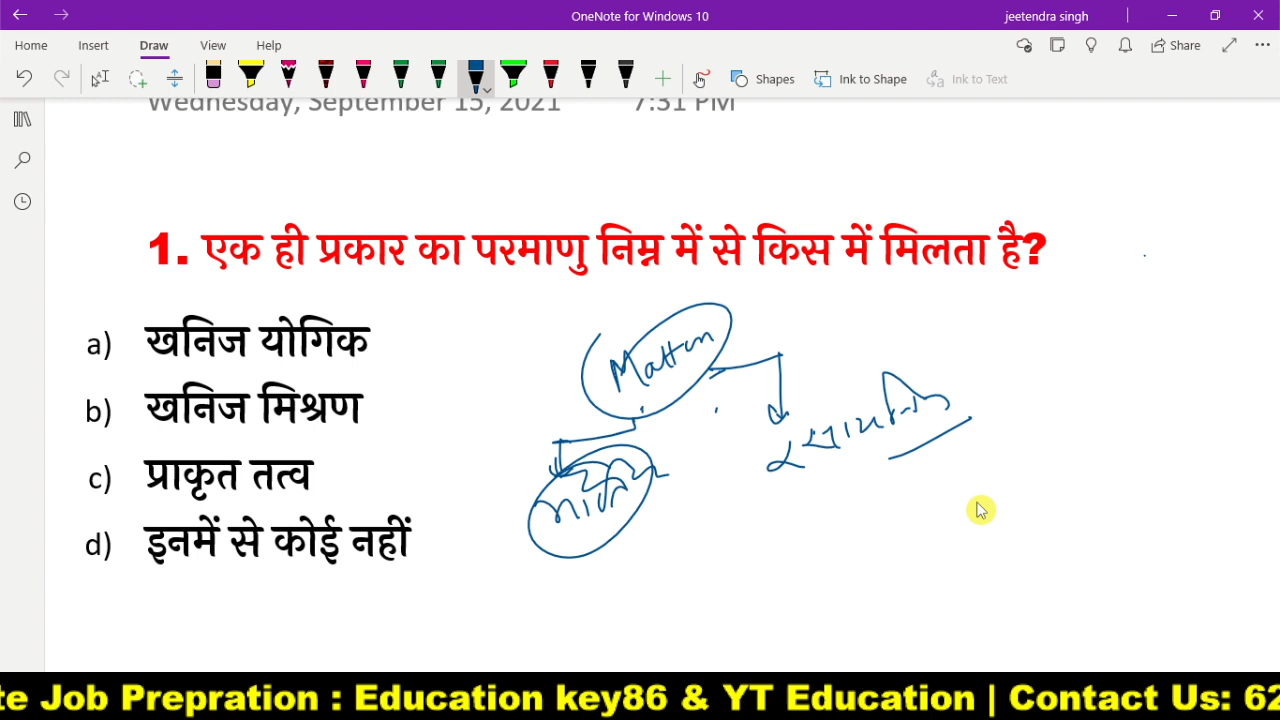 OneNote for Windows 10
jeetendra singh
Home Insert Draw View Help
Share
Shapes Ink to Shape Ink to Text
Wednesday, September 15, 2021 7:31 PM
1. एक ही प्रकार का परमाणु निम्न में से किस में मिलता है?
a) खनिज योगिक
b) खनिज मिश्रण
c) प्राकृत तत्व
d) इनमें से कोई नहीं
te Job Prepration : Education key86 & YT Education | Contact Us: 62